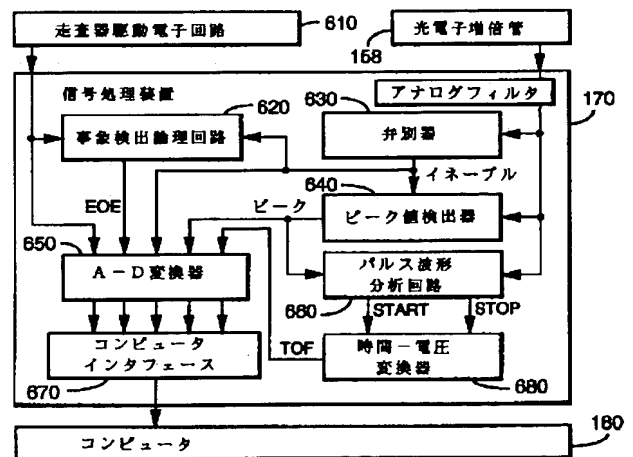 走査器駆動電子回路
610
158
光電子増倍管
信号処理装置
アナログフィルタ
170
620
事象検出論理回路
630
弁別器
イネーブル
640
ピーク値検出器
EOE
ピーク
650
A-D変換器
パルス波形
分析回路
660
START
STOP
コンピュータ
インタフェース
670
TOF
時間-電圧
変換器
680
コンピュータ
180